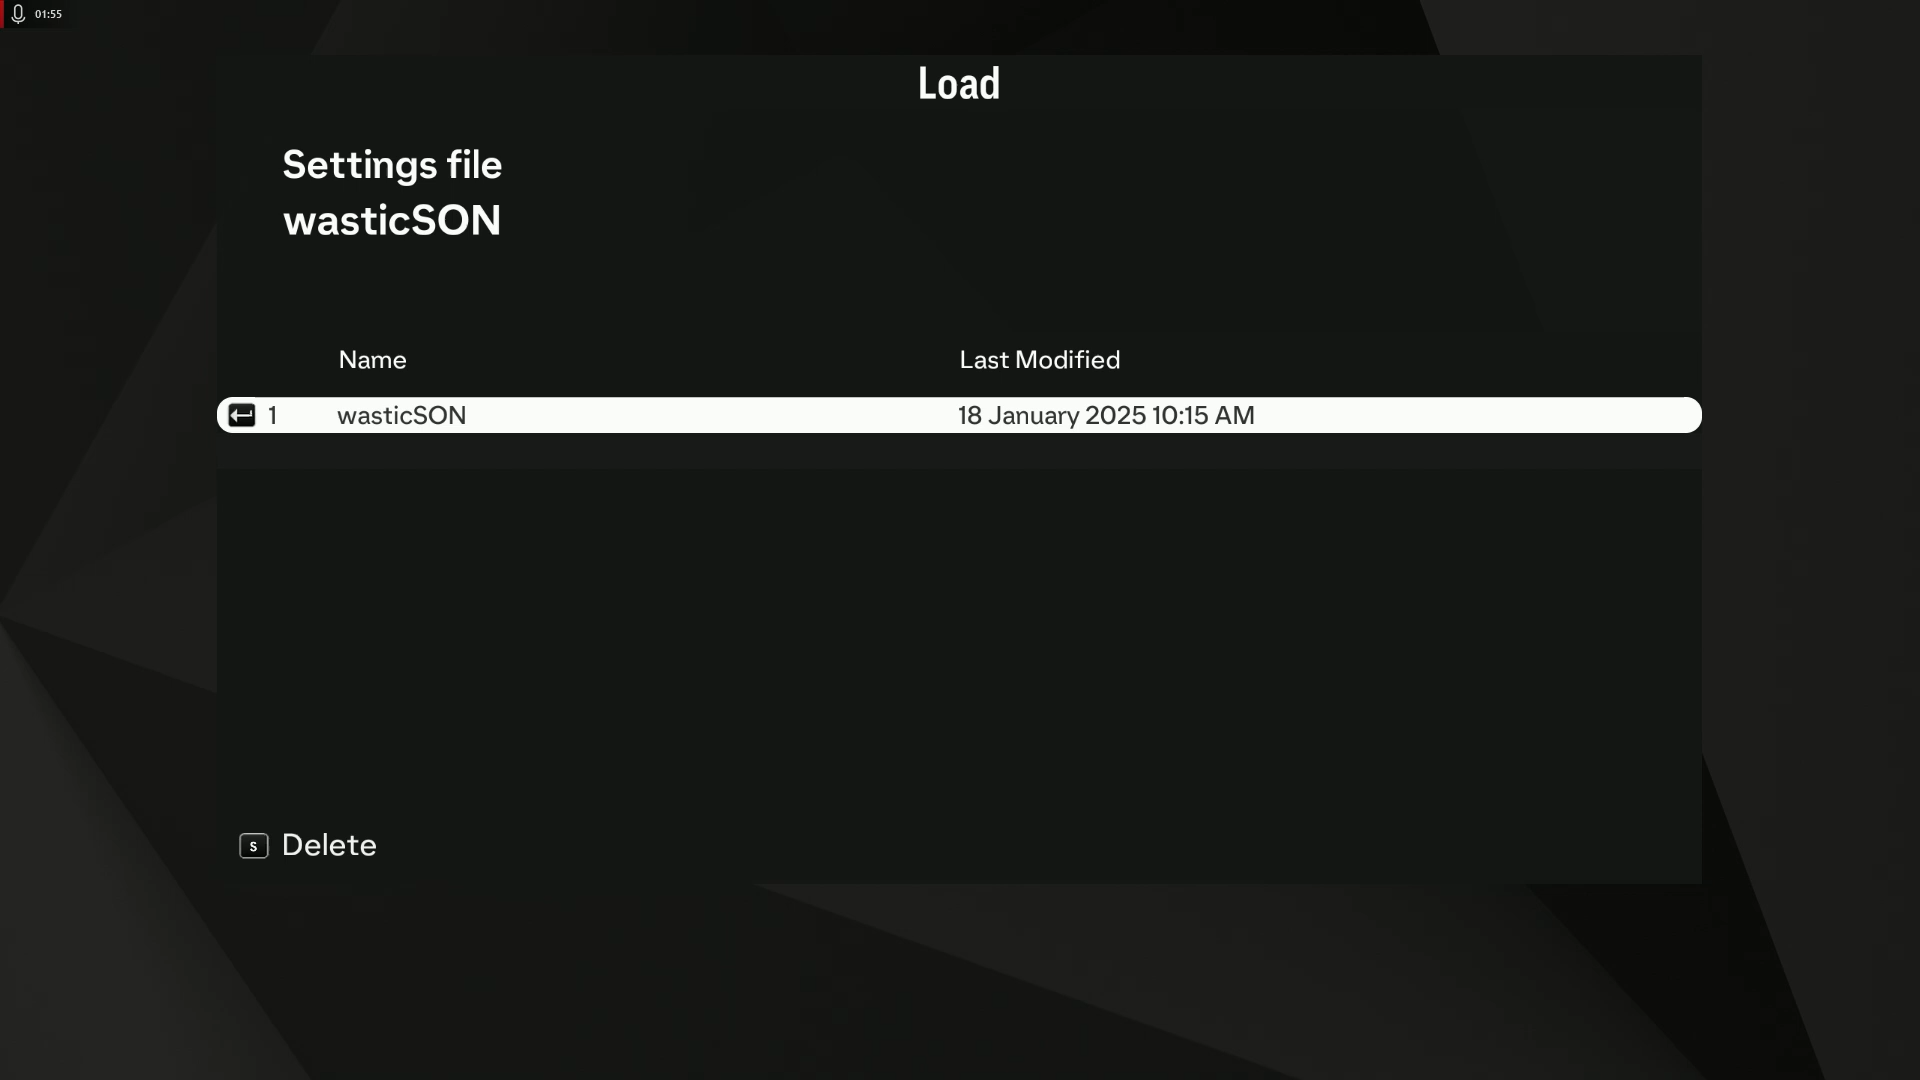 01:55
Load
Settings file
wasticSON
Name Last Modified
1 wasticSON 18 January 2025 10:15 AM
S Delete